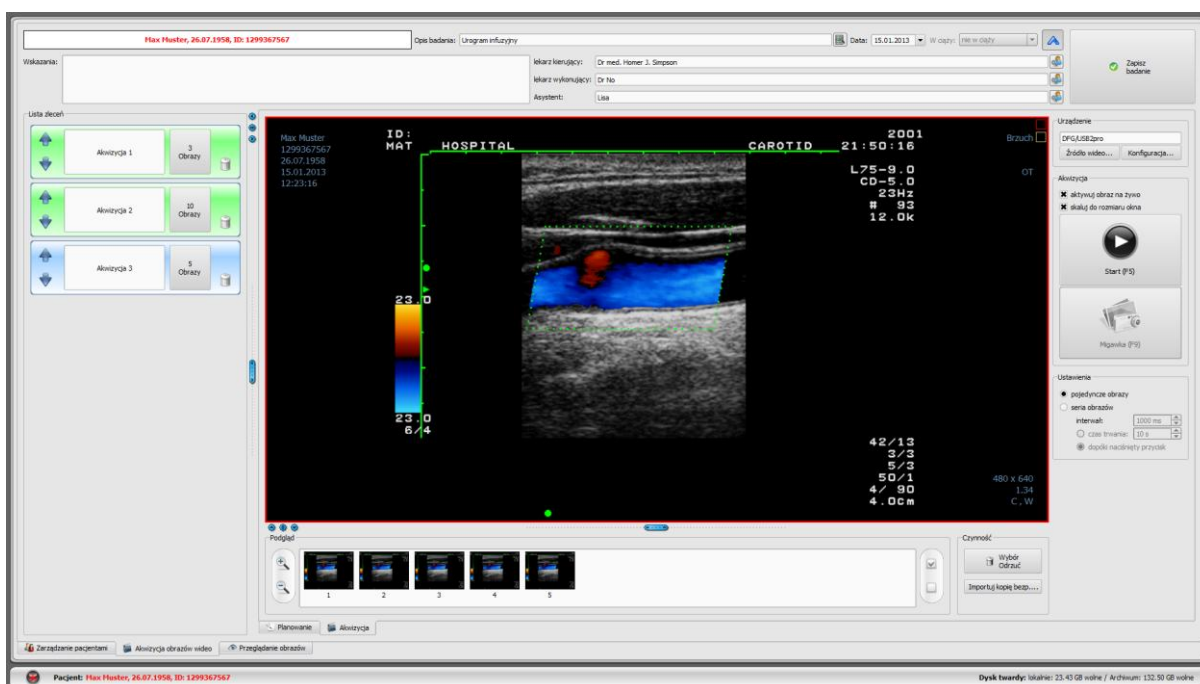 Max Muster, 26.07.1958, ID: 1299367567
Opis badania: Urogram infuzyjny
Data: 15.01.2013
W ciąży: nie w ciąży
Wskazania:
lekarz kierujący: Dr med. Homer J. Simpson
lekarz wykonujący: Dr No
Asystent: Lisa
Zapisz
badanie
Lista zleceń
Akwizycja 1
3
Obrazy
Akwizycja 2
10
Obrazy
Akwizycja 3
5
Obrazy
Max Muster
1299367567
26.07.1958
15.01.2013
12:23:16
ID:
MAT HOSPITAL CAROTID
2001
21:50:16
Brzuch
OT
L75-9.0
CD-5.0
23Hz
# 93
12.0k
23.0
23.0
6/4
42/13
3/3
5/3
50/1
4/ 90
4.0cm
480 x 640
1.34
C, W
Urządzenie
DFG/USB2pro
Źródło wideo... Konfiguracja...
Akwizycja
aktywuj obraz na żywo
skaluj do rozmiaru okna
Start (F5)
Migawka (F9)
Ustawienia
pojedyncze obrazy
seria obrazów
interwał: 1000 ms
czas trwania: 10 s
dopóki naciśnięty przycisk
Podgląd
1 2 3 4 5
Czynność
Wybór
Odrzuć
Importuj kopię bezp....
Planowanie Akwizycja
Zarządzanie pacjentami Akwizycja obrazów wideo Przeglądanie obrazów
Pacjent: Max Muster, 26.07.1958, ID: 1299367567
Dysk twardy: lokalnie: 23.43 GB wolne / Archiwum: 132.50 GB wolne